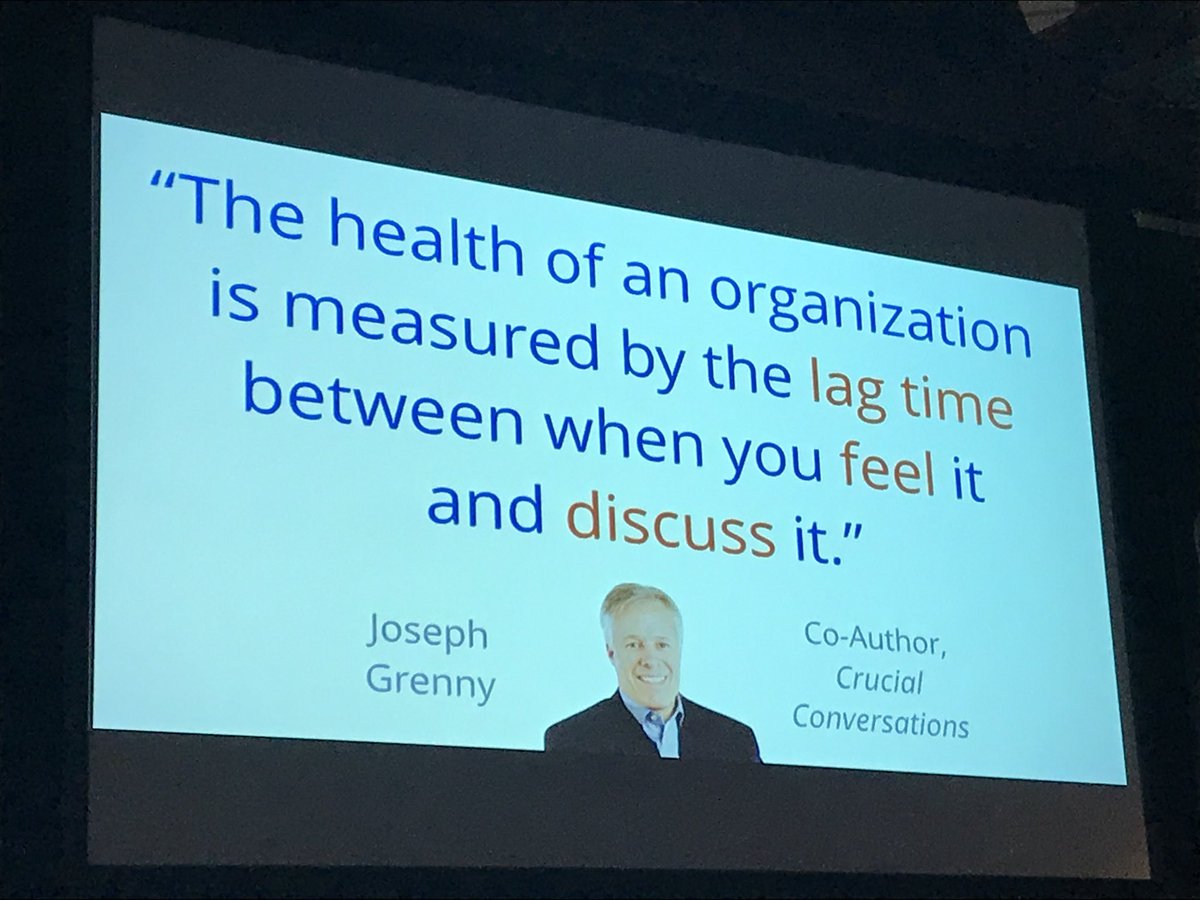 “The health of an organization
is measured by the lag time
between when you feel it
and discuss it.”
Joseph
Grenny
Co-Author,
Crucial
Conversations